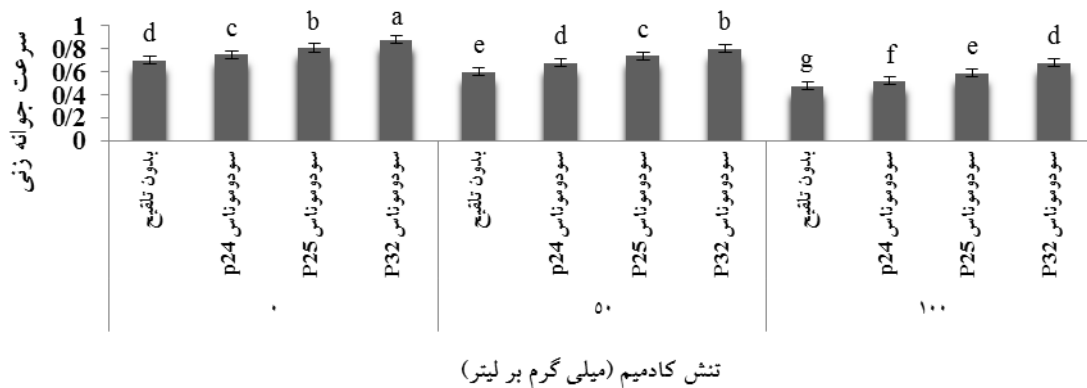 سرعت جوانه زنی
1
0/8
0/6
0/4
0/2
0
d c b a e d c b g f e d
بدون تلقیح
سودوموناس p24
سودوموناس P25
سودوموناس P32
بدون تلقیح
سودوموناس p24
سودوموناس P25
سودوموناس P32
بدون تلقیح
سودوموناس p24
سودوموناس P25
سودوموناس P32
۰ ۵۰ ۱۰۰
تنش کادمیم (میلی گرم بر لیتر)